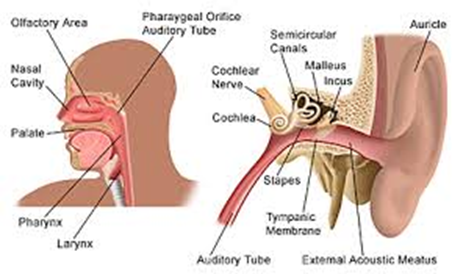 Olfactory Area
Pharaygeal Orifice
Auditory Tube
Nasal
Cavity
Palate
Pharynx
Larynx
Semicircular
Canals
Malleus
Incus
Auricle
Cochlear
Nerve
Cochlea
Stapes
Tympanic
Membrane
Auditory Tube
External Acoustic Meatus